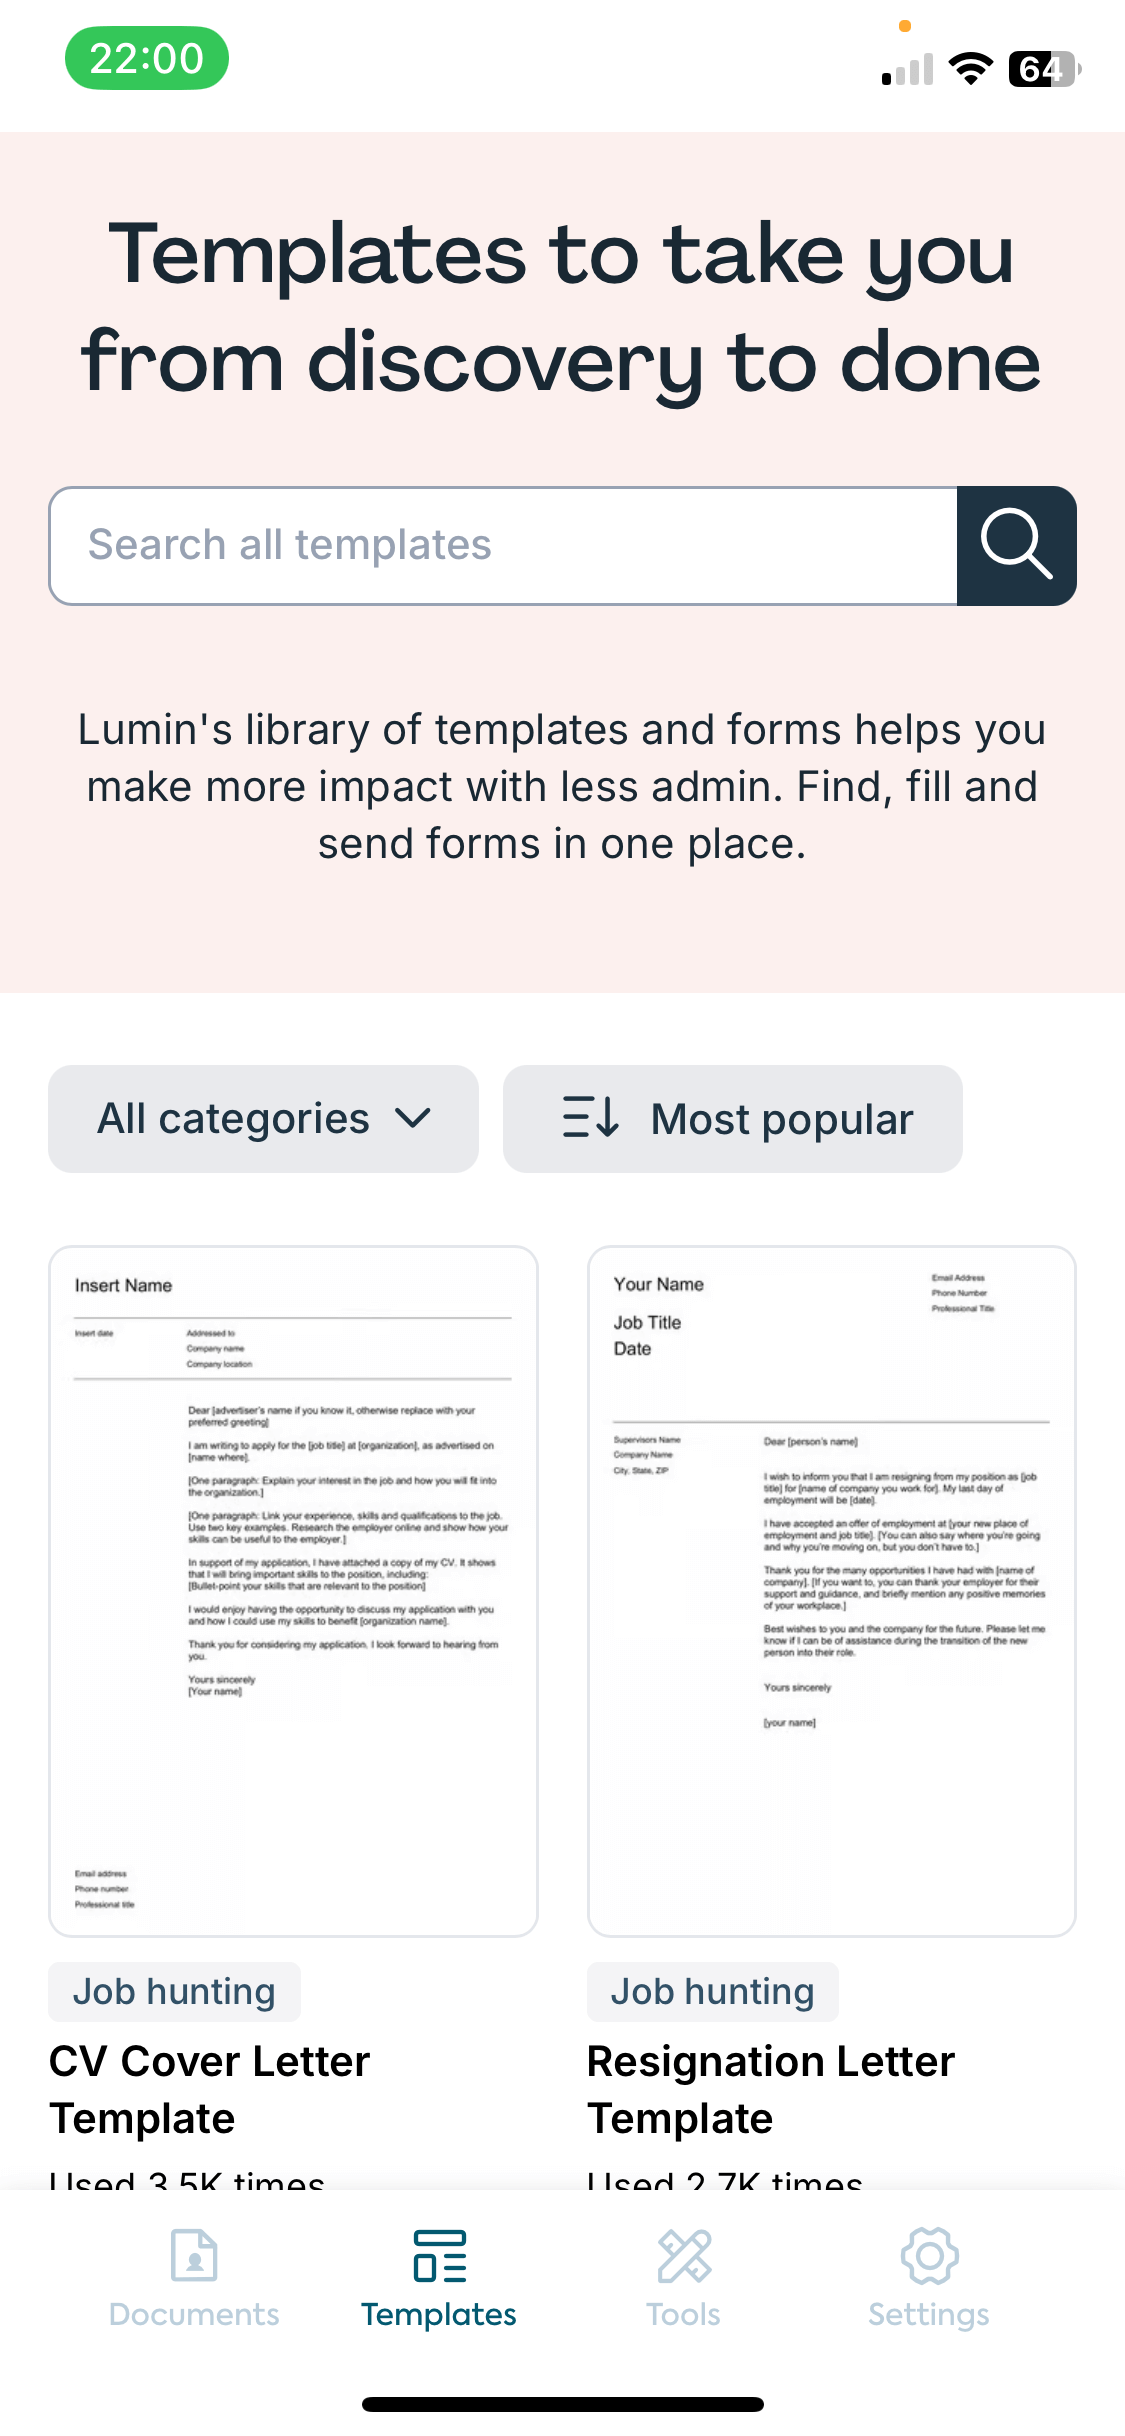 22:00
64
Templates to take you
from discovery to done
Search all templates
Lumin's library of templates and forms helps you
make more impact with less admin. Find, fill and
send forms in one place.
All categories
Most popular
Insert Name
Insert date
Addressed to
Company name
Company location
Dear [advertiser's name if you know it, otherwise replace with your
preferred greeting]
I am writing to apply for the [job title] at [organization], as advertised on
[name where].
[One paragraph: Explain your interest in the job and how you will fit into
the organization.]
[One paragraph: Link your experience, skills and qualifications to the job.
Use two key examples. Research the employer online and show how your
skills can be useful to the employer.]
In support of my application, I have attached a copy of my CV. It shows
that I will bring important skills to the position, including:
[Bullet-point your skills that are relevant to the position]
I would enjoy having the opportunity to discuss my application with you
and how I could use my skills to benefit [organization name].
Thank you for considering my application. I look forward to hearing from
you.
Yours sincerely
[Your name]
Email address
Phone number
Professional title
Your Name
Job Title
Date
Email Address
Phone Number
Professional Title
Supervisors Name
Company Name
City, State, ZIP
Dear [person's name]
I wish to inform you that I am resigning from my position as [job
title] for [name of company you work for]. My last day of
employment will be [date].
I have accepted an offer of employment at [your new place of
employment and job title]. [You can also say where you're going
and why you're moving on, but you don't have to.]
Thank you for the many opportunities I have had with [name of
company]. [If you want to, you can thank your employer for their
support and guidance, and briefly mention any positive memories
of your workplace.]
Best wishes to you and the company for the future. Please let me
know if I can be of assistance during the transition of the new
person into their role.
Yours sincerely
[your name]
Job hunting
CV Cover Letter
Template
Used 3.5K times
Job hunting
Resignation Letter
Template
Used 2.7K times
Documents
Templates
Tools
Settings